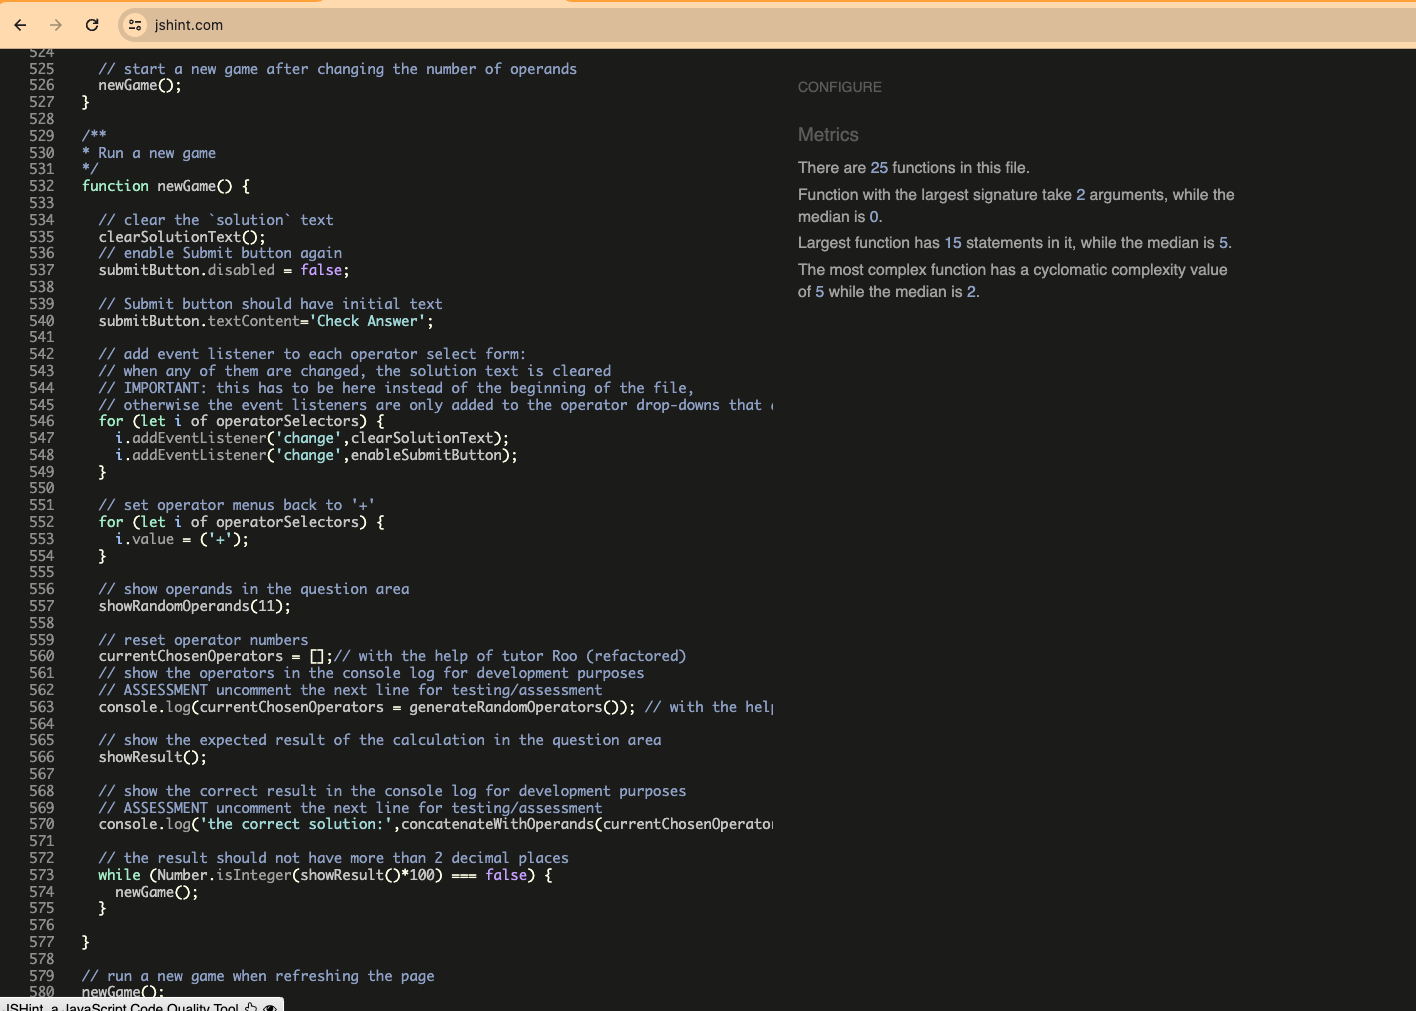 jshint.com
524
525 // start a new game after changing the number of operands
526 newGame();
527 }
528
529 /**
530 * Run a new game
531 */
532 function newGame() {
533
534 // clear the `solution` text
535 clearSolutionText();
536 // enable Submit button again
537 submitButton.disabled = false;
538
539 // Submit button should have initial text
540 submitButton.textContent='Check Answer';
541
542 // add event listener to each operator select form:
543 // when any of them are changed, the solution text is cleared
544 // IMPORTANT: this has to be here instead of the beginning of the file,
545 // otherwise the event listeners are only added to the operator drop-downs that
546 for (let i of operatorSelectors) {
547 i.addEventListener('change',clearSolutionText);
548 i.addEventListener('change',enableSubmitButton);
549 }
550
551 // set operator menus back to '+'
552 for (let i of operatorSelectors) {
553 i.value = ('+');
554 }
555
556 // show operands in the question area
557 showRandomOperands(11);
558
559 // reset operator numbers
560 currentChosenOperators = [];// with the help of tutor Roo (refactored)
561 // show the operators in the console log for development purposes
562 // ASSESSMENT uncomment the next line for testing/assessment
563 console.log(currentChosenOperators = generateRandomOperators()); // with the help
564
565 // show the expected result of the calculation in the question area
566 showResult();
567
568 // show the correct result in the console log for development purposes
569 // ASSESSMENT uncomment the next line for testing/assessment
570 console.log('the correct solution:',concatenateWithOperands(currentChosenOperator
571
572 // the result should not have more than 2 decimal places
573 while (Number.isInteger(showResult()*100) === false) {
574 newGame();
575 }
576
577 }
578
579 // run a new game when refreshing the page
580 newGame();
CONFIGURE
Metrics
There are 25 functions in this file.
Function with the largest signature take 2 arguments, while the
median is 0.
Largest function has 15 statements in it, while the median is 5.
The most complex function has a cyclomatic complexity value
of 5 while the median is 2.
JSHint, a JavaScript Code Quality Tool